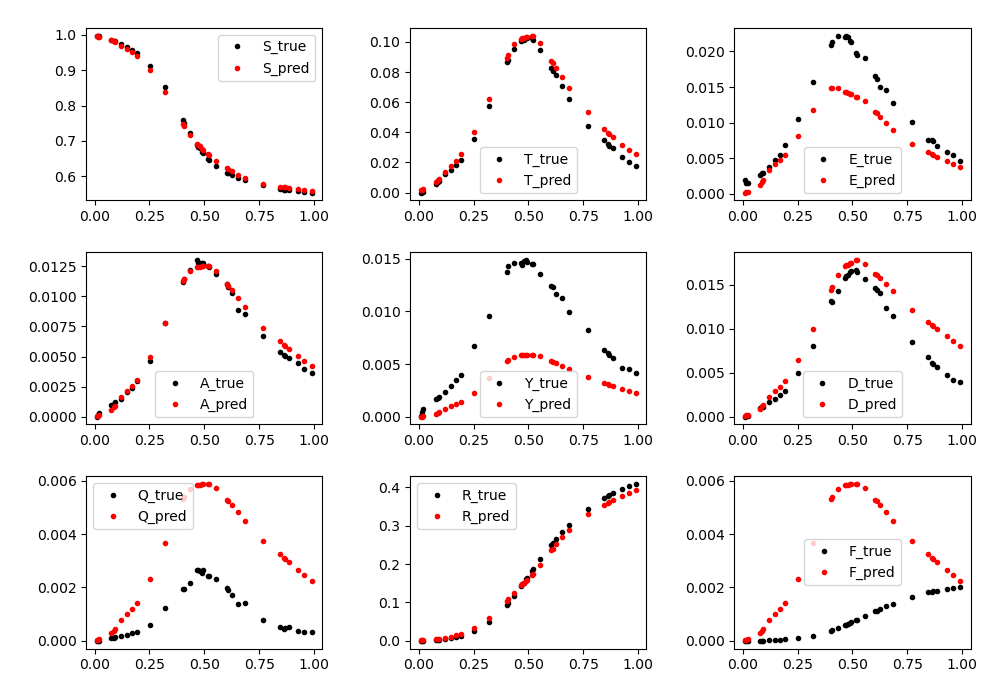 1.0
0.9
0.8
0.7
0.6
S_true
S_pred
0.00 0.25 0.50 0.75 1.00
0.10
0.08
0.06
0.04
0.02
0.00
T_true
T_pred
0.00 0.25 0.50 0.75 1.00
0.020
0.015
0.010
0.005
0.000
E_true
E_pred
0.00 0.25 0.50 0.75 1.00
0.0125
0.0100
0.0075
0.0050
0.0025
0.0000
A_true
A_pred
0.00 0.25 0.50 0.75 1.00
0.015
0.010
0.005
0.000
Y_true
Y_pred
0.00 0.25 0.50 0.75 1.00
0.015
0.010
0.005
0.000
D_true
D_pred
0.00 0.25 0.50 0.75 1.00
0.006
0.004
0.002
0.000
Q_true
Q_pred
0.00 0.25 0.50 0.75 1.00
0.4
0.3
0.2
0.1
0.0
R_true
R_pred
0.00 0.25 0.50 0.75 1.00
0.006
0.004
0.002
0.000
F_true
F_pred
0.00 0.25 0.50 0.75 1.00